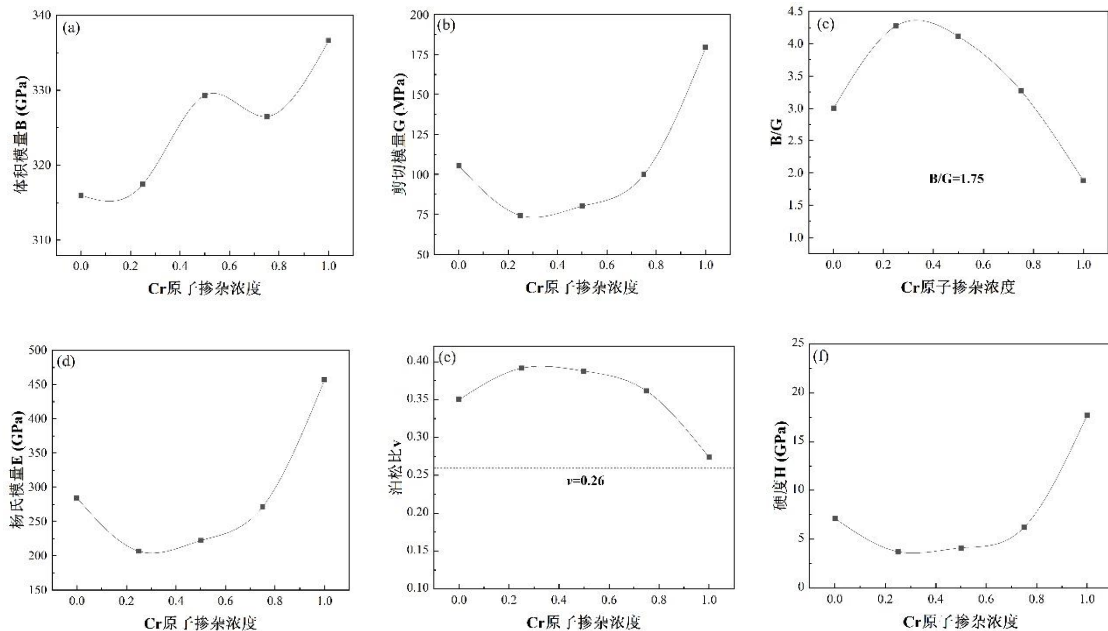 (a)
体积模量B (GPa)
340
330
320
310
0.0 0.2 0.4 0.6 0.8 1.0
Cr原子掺杂浓度
(b)
剪切模量G (MPa)
200
175
150
125
100
75
50
0.0 0.2 0.4 0.6 0.8 1.0
Cr原子掺杂浓度
(c)
B/G
4.5
4.0
3.5
3.0
2.5
2.0
1.5
1.0
B/G=1.75
0.0 0.2 0.4 0.6 0.8 1.0
Cr原子掺杂浓度
(d)
杨氏模量E (GPa)
500
450
400
350
300
250
200
150
0.0 0.2 0.4 0.6 0.8 1.0
Cr原子掺杂浓度
(e)
泊松比v
0.40
0.35
0.30
0.25
0.20
0.15
0.10
v=0.26
0.0 0.2 0.4 0.6 0.8 1.0
Cr原子掺杂浓度
(f)
硬度H (GPa)
25
20
15
10
5
0
0.0 0.2 0.4 0.6 0.8 1.0
Cr原子掺杂浓度